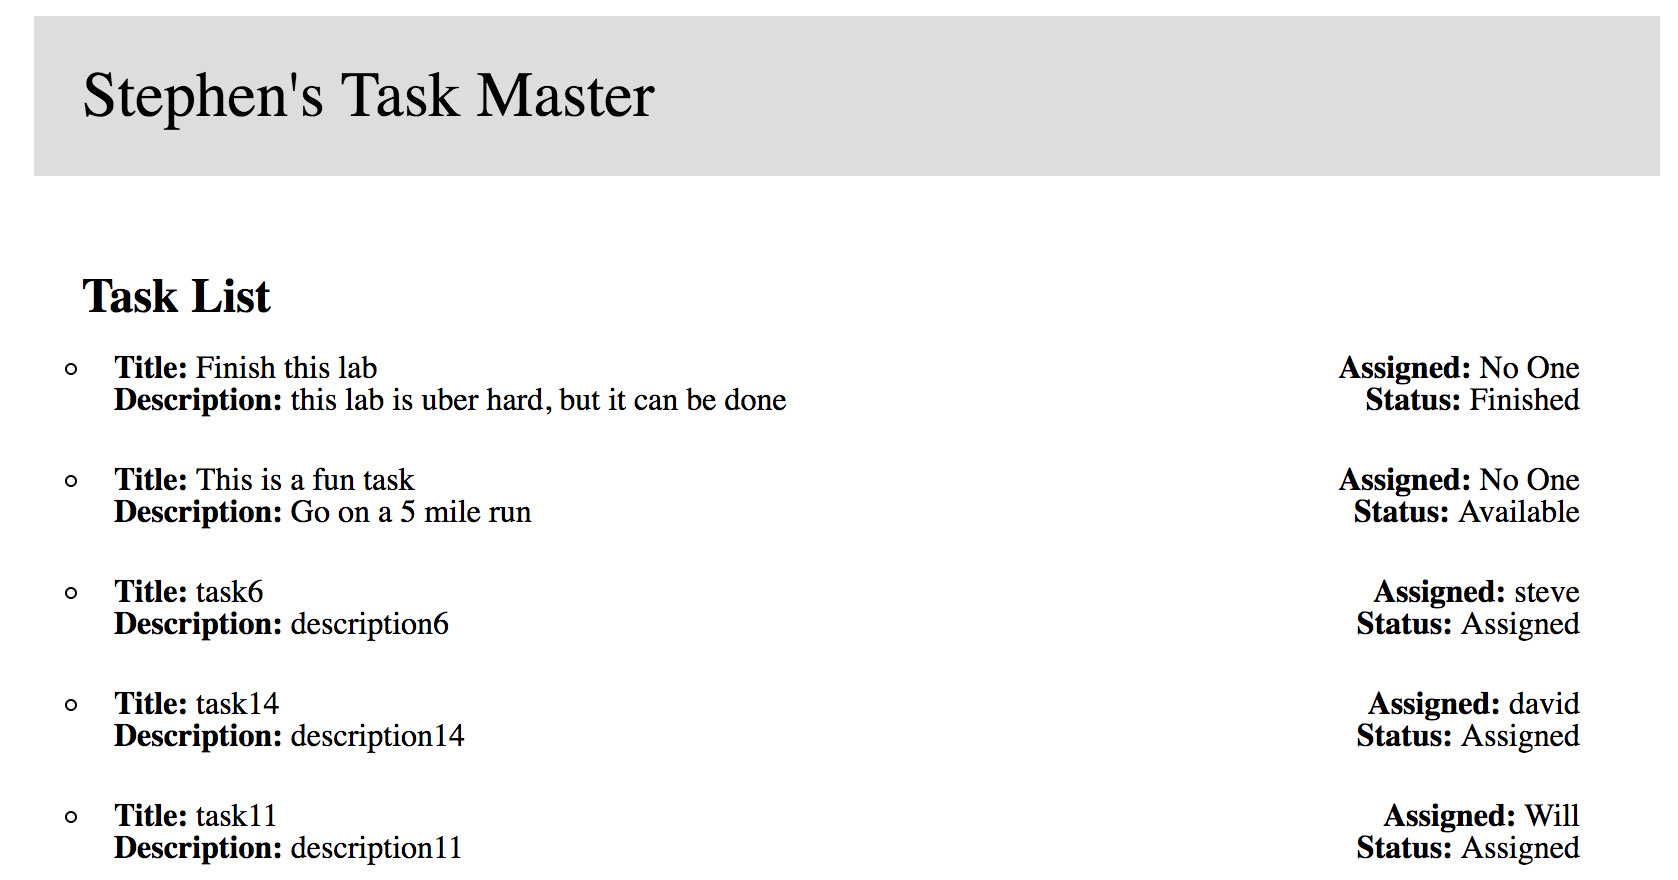 Stephen's Task Master
Task List
Title: Finish this lab
Assigned: No One
Description: this lab is uber hard, but it can be done
Status: Finished
Title: This is a fun task
Assigned: No One
Description: Go on a 5 mile run
Status: Available
Title: task6
Assigned: steve
Description: description6
Status: Assigned
Title: task14
Assigned: david
Description: description14
Status: Assigned
Title: task11
Assigned: Will
Description: description11
Status: Assigned